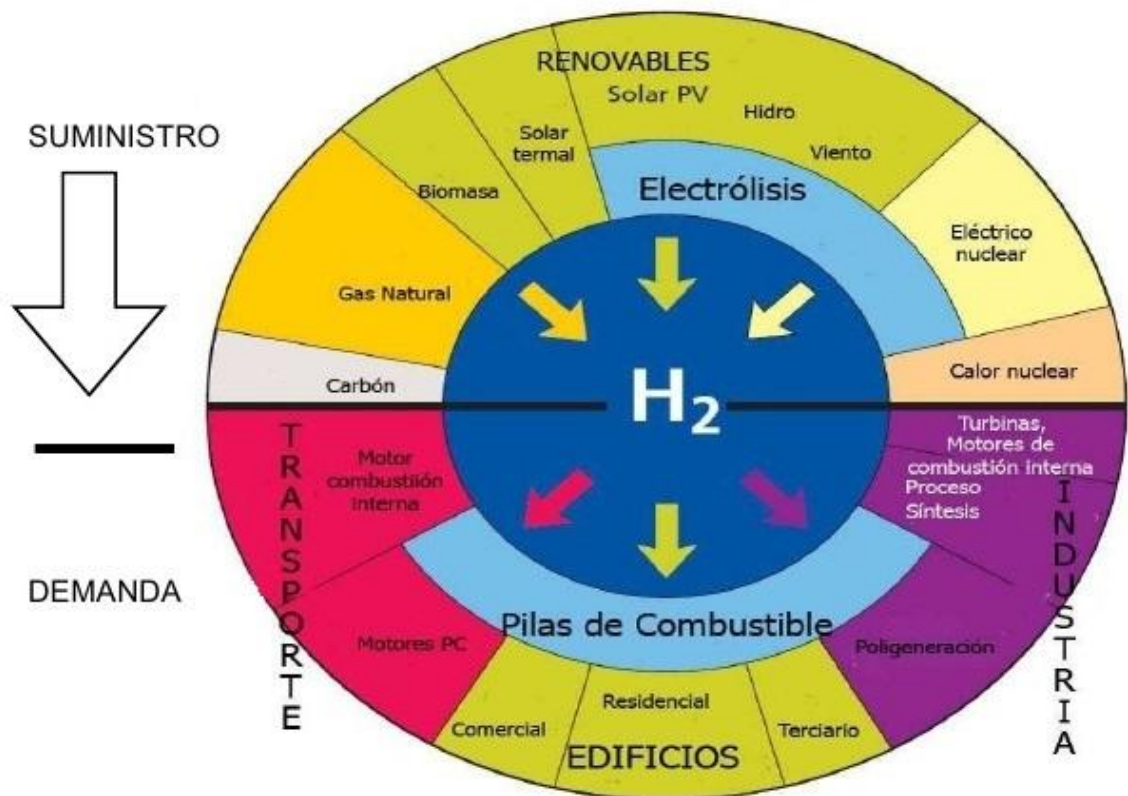 RENOVABLES
Solar PV
Hidro
Viento
Solar
termal
Biomasa
SUMINISTRO
Electrólisis
Eléctrico
nuclear
Gas Natural
Calor nuclear
Carbón
H₂
TRANSPORTE
Motor
combustiión
interna
Turbinas,
Motores de
combustión interna
Proceso
Síntesis
INDUSTRIA
DEMANDA
Pilas de Combustible
Motores PC
Poligeneración
Comercial
Residencial
Terciario
EDIFICIOS